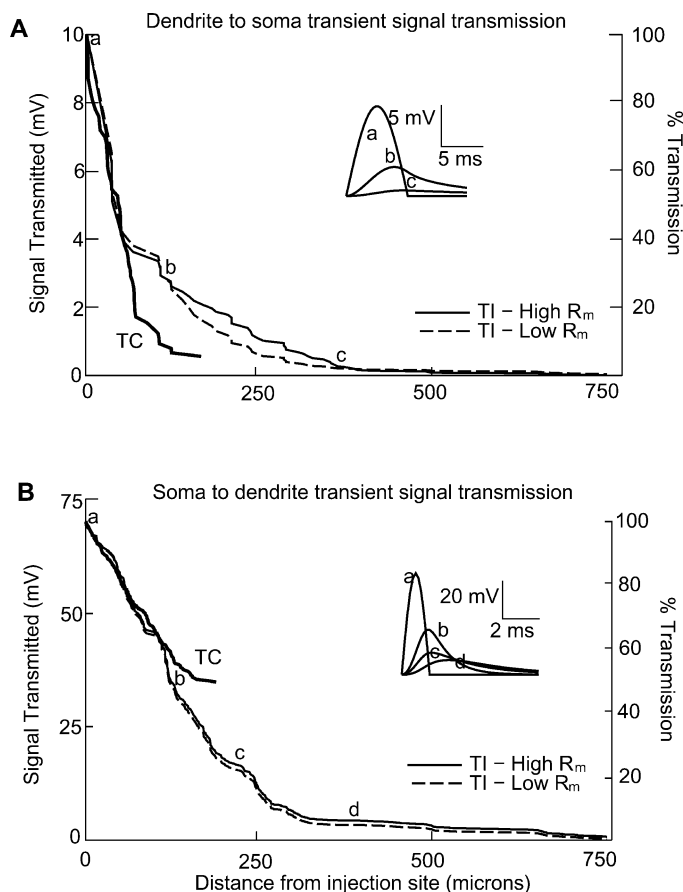 A
Dendrite to soma transient signal transmission
Signal Transmitted (mV)
10
8
6
4
2
0
a
b
c
TC
5 mV
5 ms
a
b
c
TI − High Rm
TI − Low Rm
100
80
60
40
20
% Transmission
0
250
500
750
B
Soma to dendrite transient signal transmission
Signal Transmitted (mV)
75
50
25
0
a
b
c
d
TC
20 mV
2 ms
a
b
c
d
TI − High Rm
TI − Low Rm
100
80
60
40
20
% Transmission
0
250
500
750
Distance from injection site (microns)